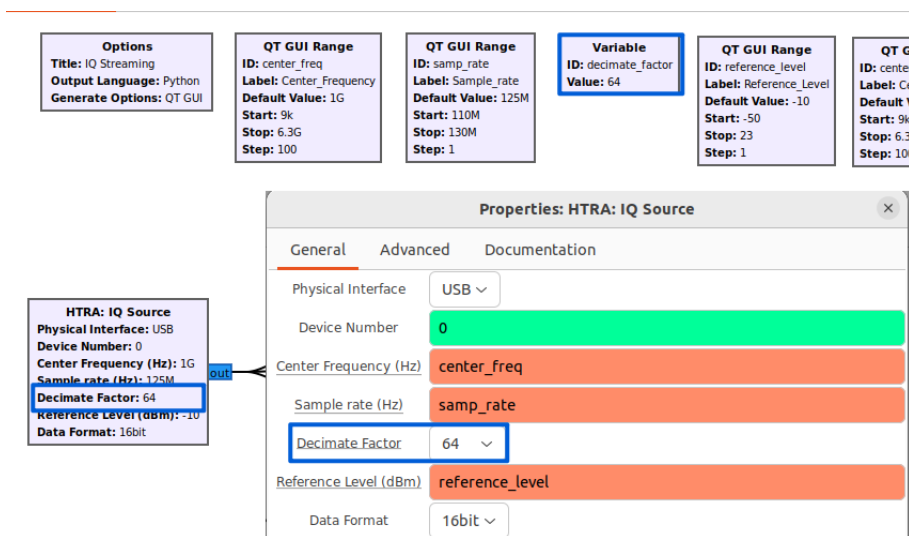 Options
Title: IQ Streaming
Output Language: Python
Generate Options: QT GUI
QT GUI Range
ID: center_freq
Label: Center_Frequency
Default Value: 1G
Start: 9k
Stop: 6.3G
Step: 100
QT GUI Range
ID: samp_rate
Label: Sample_rate
Default Value: 125M
Start: 110M
Stop: 130M
Step: 1
Variable
ID: decimate_factor
Value: 64
QT GUI Range
ID: reference_level
Label: Reference_Level
Default Value: -10
Start: -50
Stop: 23
Step: 1
QT G
ID: cente
Label: Ce
Default
Start: 9k
Stop: 6.3
Step: 10
HTRA: IQ Source
Physical Interface: USB
Device Number: 0
Center Frequency (Hz): 1G
Sample rate (Hz): 125M
Decimate Factor: 64
Reference Level (dBm): -10
Data Format: 16bit
out
Properties: HTRA: IQ Source
General Advanced Documentation
Physical Interface USB
Device Number 0
Center Frequency (Hz) center_freq
Sample rate (Hz) samp_rate
Decimate Factor 64
Reference Level (dBm) reference_level
Data Format 16bit